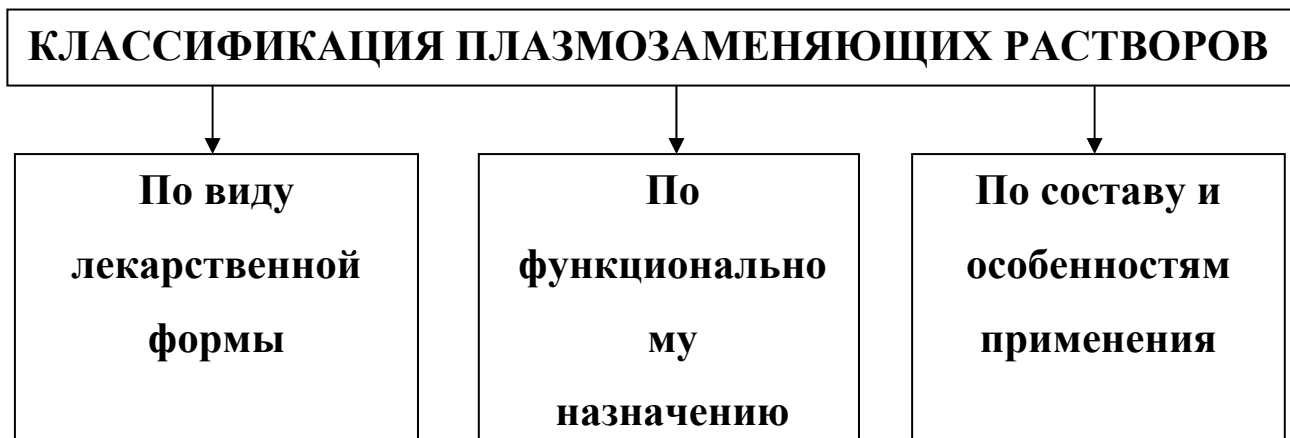 КЛАССИФИКАЦИЯ ПЛАЗМОЗАМЕНЯЮЩИХ РАСТВОРОВ
По виду
лекарственной
формы
По
функционально
му
назначению
По составу и
особенностям
применения